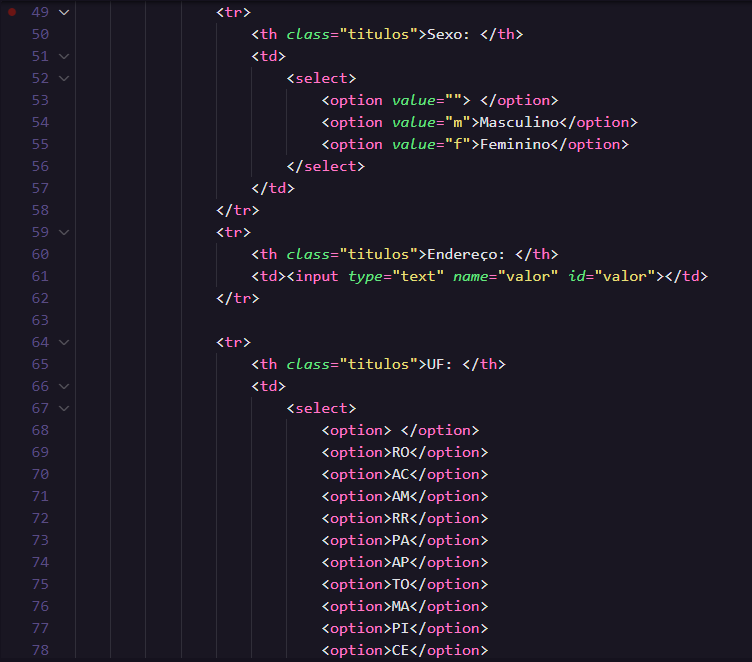 49 <tr>
50 <th class="titulos">Sexo: </th>
51 <td>
52 <select>
53 <option value=""> </option>
54 <option value="m">Masculino</option>
55 <option value="f">Feminino</option>
56 </select>
57 </td>
58 </tr>
59 <tr>
60 <th class="titulos">Endereço: </th>
61 <td><input type="text" name="valor" id="valor"></td>
62 </tr>
63
64 <tr>
65 <th class="titulos">UF: </th>
66 <td>
67 <select>
68 <option> </option>
69 <option>RO</option>
70 <option>AC</option>
71 <option>AM</option>
72 <option>RR</option>
73 <option>PA</option>
74 <option>AP</option>
75 <option>TO</option>
76 <option>MA</option>
77 <option>PI</option>
78 <option>CE</option>